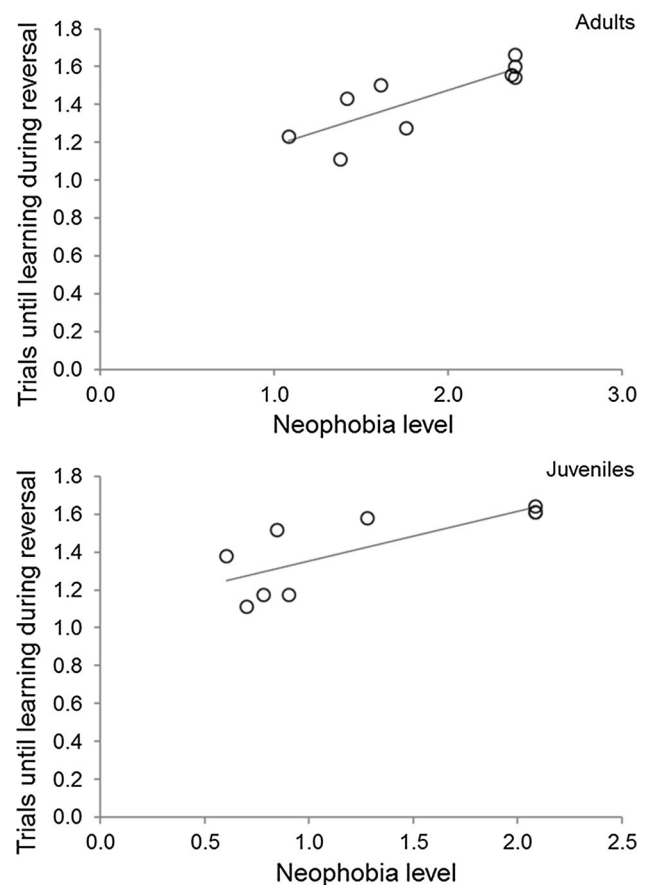 Adults
Trials until learning during reversal
1.8
1.6
1.4
1.2
1.0
0.8
0.6
0.4
0.2
0.0
0.0 1.0 2.0 3.0
Neophobia level
Juveniles
Trials until learning during reversal
1.8
1.6
1.4
1.2
1.0
0.8
0.6
0.4
0.2
0.0
0.0 0.5 1.0 1.5 2.0 2.5
Neophobia level